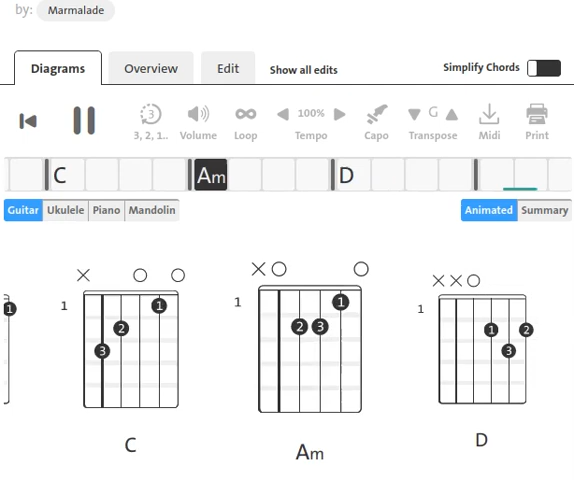 by: Marmalade
Diagrams Overview Edit Show all edits Simplify Chords
3 100% G
3, 2, 1.. Volume Loop Tempo Capo Transpose Midi Print
C Am D
Guitar Ukulele Piano Mandolin Animated Summary
1 1 1 2 3
1 1 2 3
1 1 2 3
C Am D